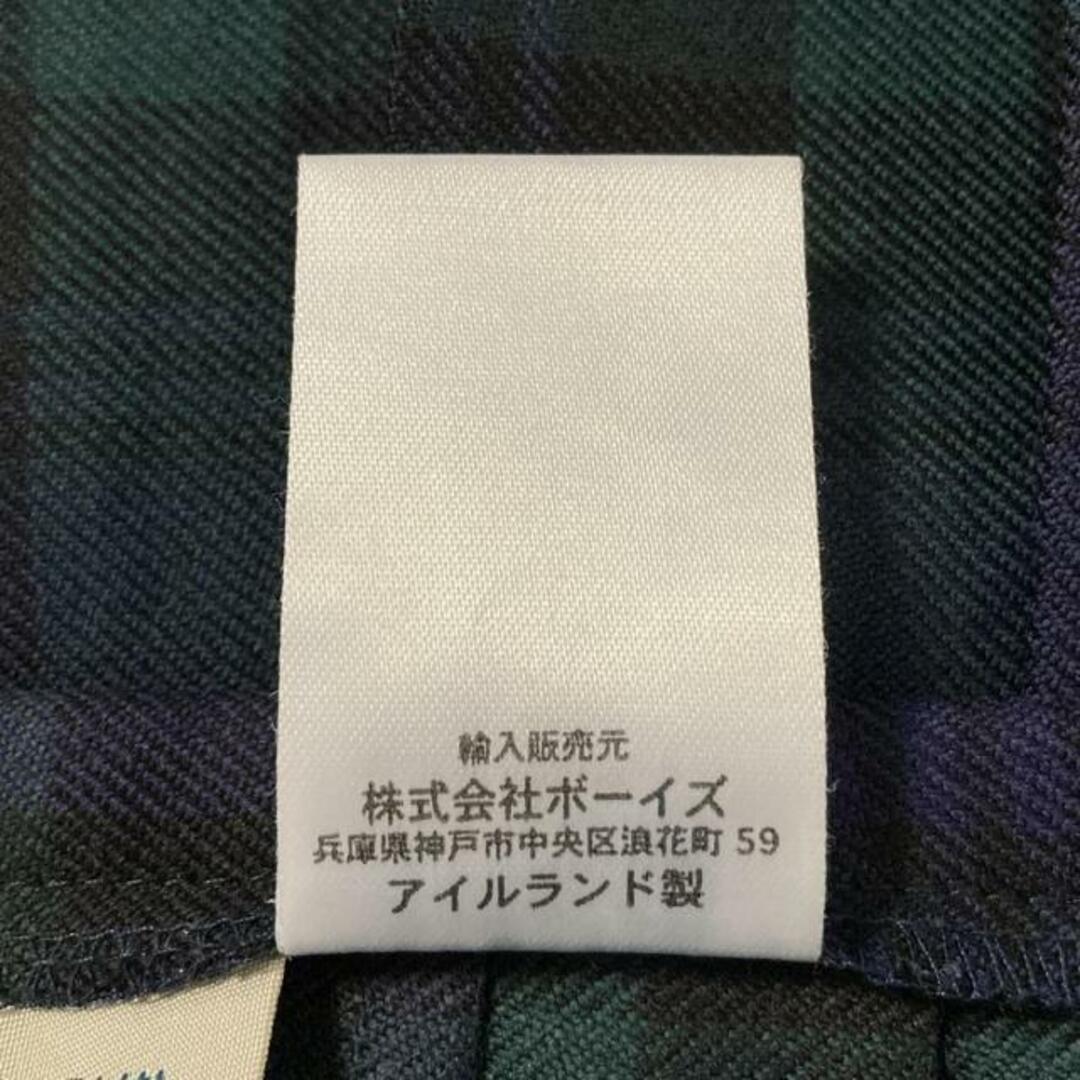 輸入販売元
株式会社ボーイズ
兵庫県神戸市中央区浪花町 59
アイルランド製